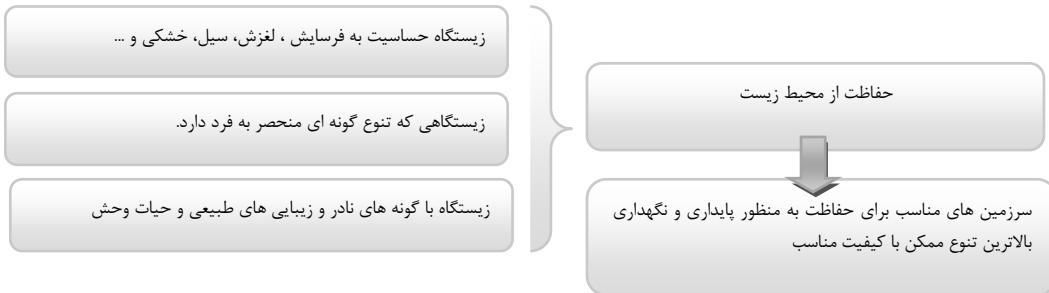 حفاظت از محیط زیست
سرزمین های مناسب برای حفاظت به منظور پایداری و نگهداری
بالاترین تنوع ممکن با کیفیت مناسب
زیستگاه حساسیت به فرسایش ، لغزش، سیل، خشکی و ...
زیستگاهی که تنوع گونه ای منحصر به فرد دارد.
زیستگاه با گونه های نادر و زیبایی های طبیعی و حیات وحش